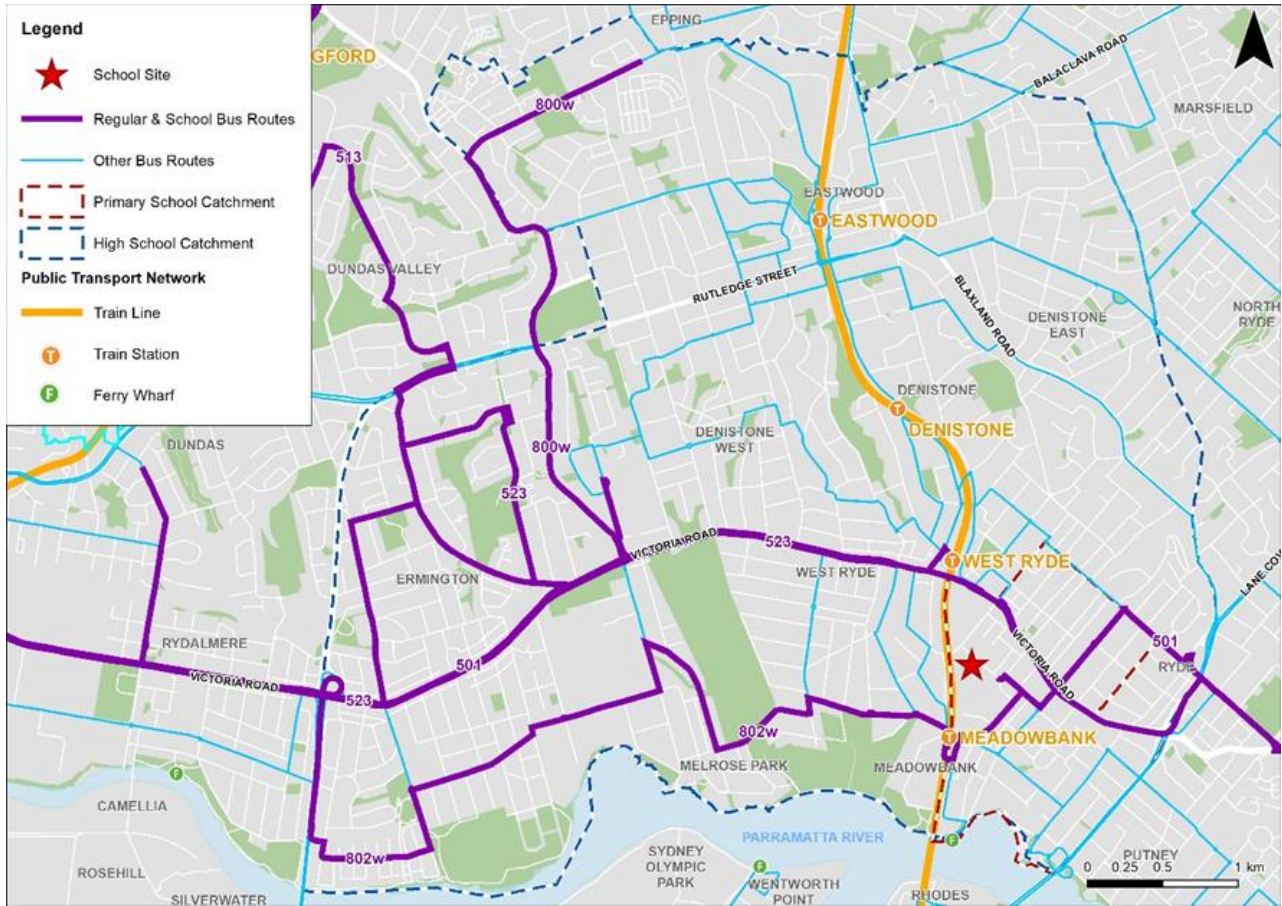 Legend
School Site
Regular & School Bus Routes
Other Bus Routes
Primary School Catchment
High School Catchment
Public Transport Network
Train Line
T
Train Station
F
Ferry Wharf
GFORD
EPPING
BALACLAVA ROAD
MARSFIELD
800w
513
EASTWOOD
T EASTWOOD
DUNDAS VALLEY
RUTLEDGE STREET
BLAXLAND ROAD
DENISTONE
EAST
NORTH
RYDE
DENISTONE
T
DENISTONE
DUNDAS
DENISTONE
WEST
800w
523
VICTORIA ROAD
523
WEST RYDE
T WEST RYDE
ERMINGTON
LANE COV
RYDALMERE
501
VICTORIA ROAD
501
RYDE
VICTORIA ROAD
523
802w
T MEADOWBANK
MELROSE PARK
MEADOWBANK
F
CAMELLIA
PARRAMATTA RIVER
F
802w
SYDNEY
OLYMPIC
PARK
F
WENTWORTH
POINT
PUTNEY
ROSEHILL
SILVERWATER
RHODES
0 0.25 0.5 1 km